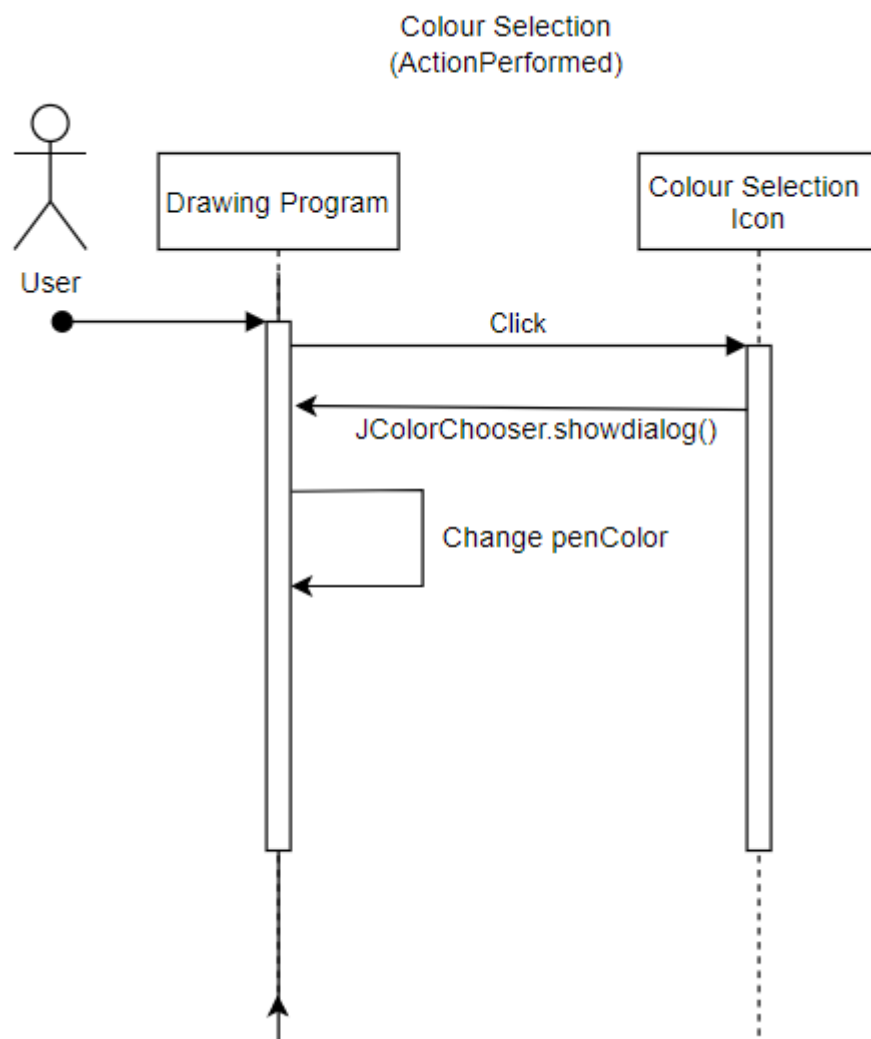 Colour Selection
(ActionPerformed)
Drawing Program
Colour Selection
Icon
User
Click
JColorChooser.showdialog()
Change penColor